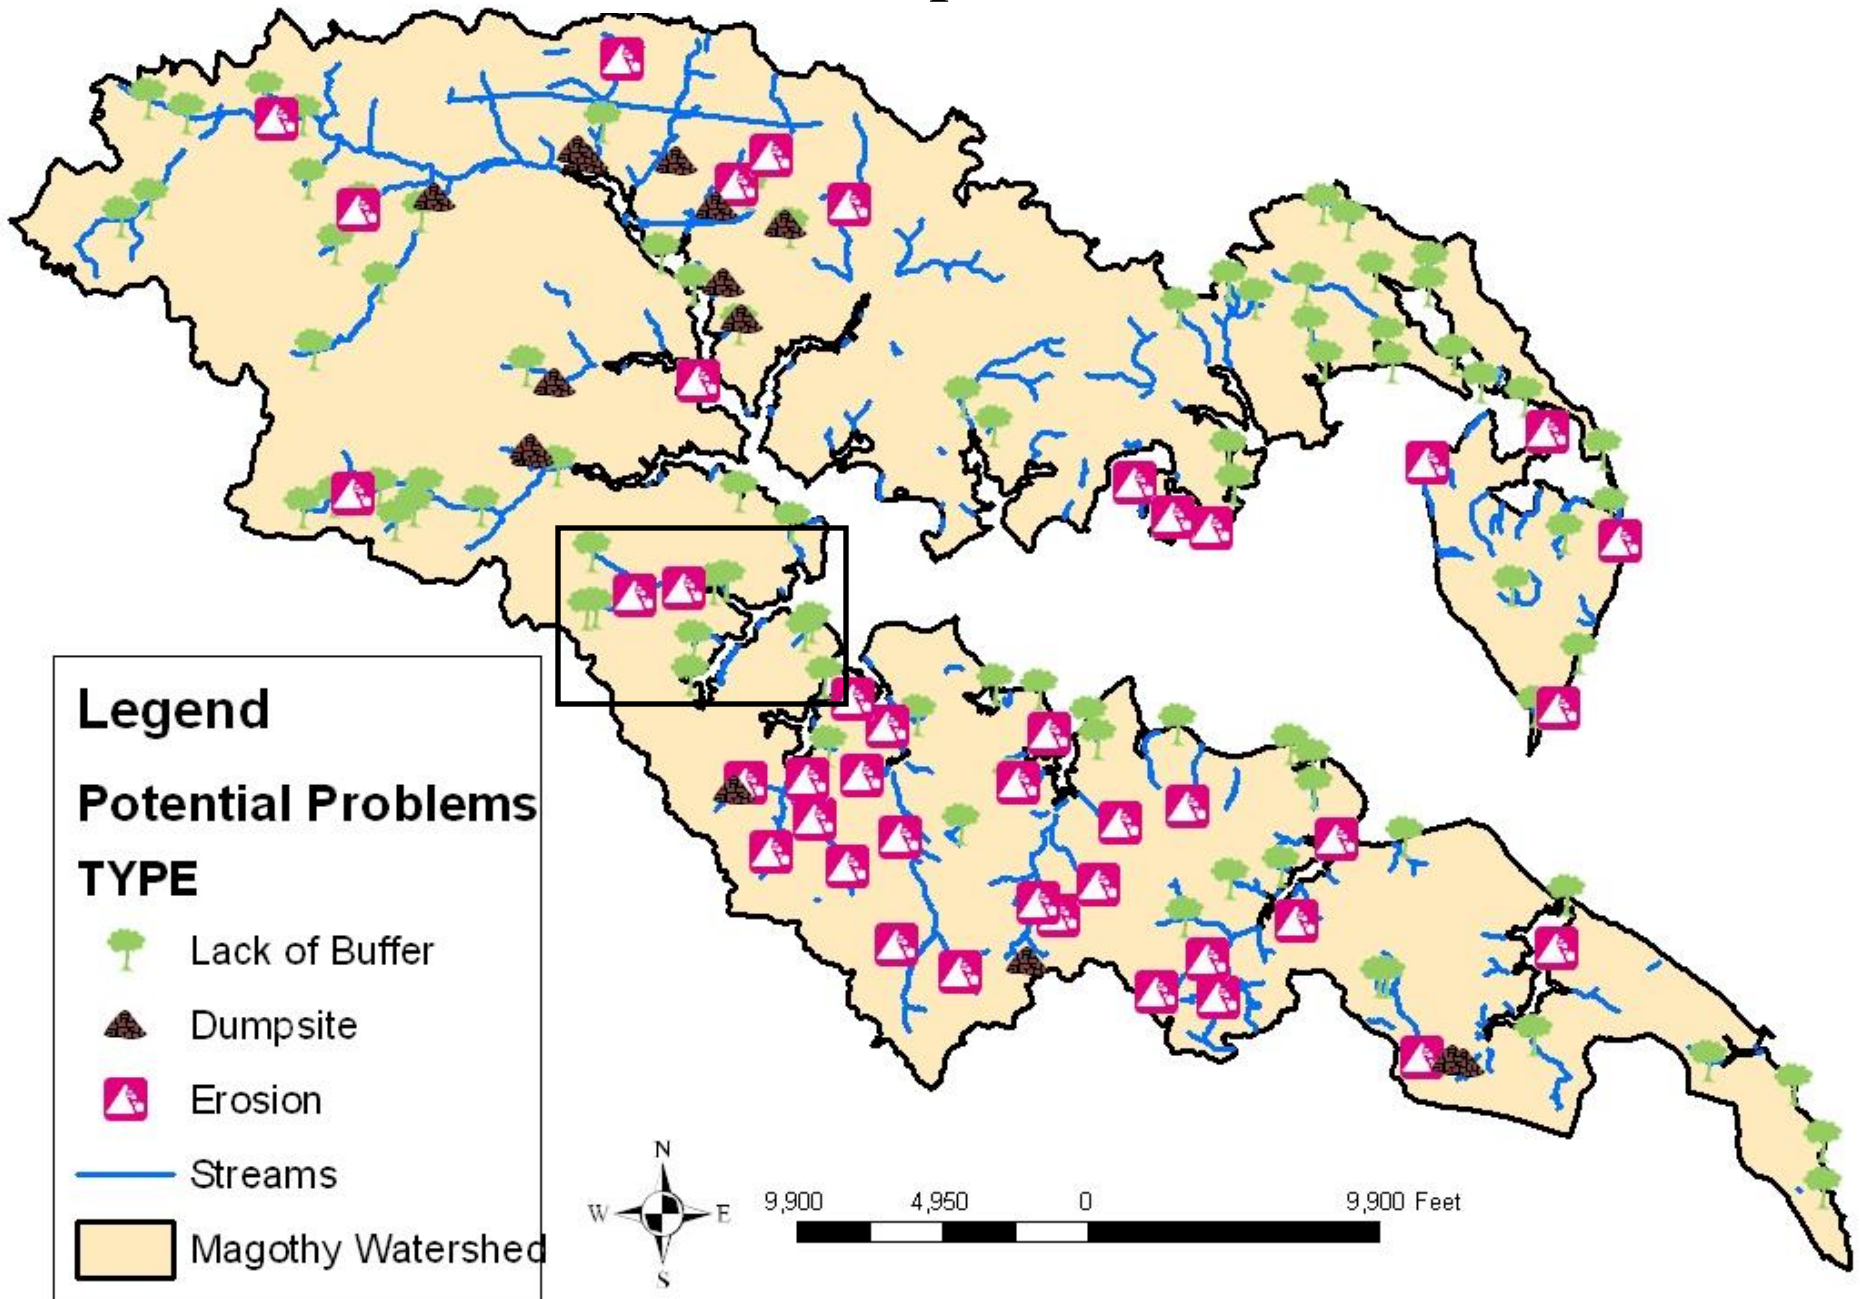 Legend
Potential Problems
TYPE
Lack of Buffer
Dumpsite
Erosion
Streams
Magothy Watershed
N
W E
S
9,900 4,950 0 9,900 Feet